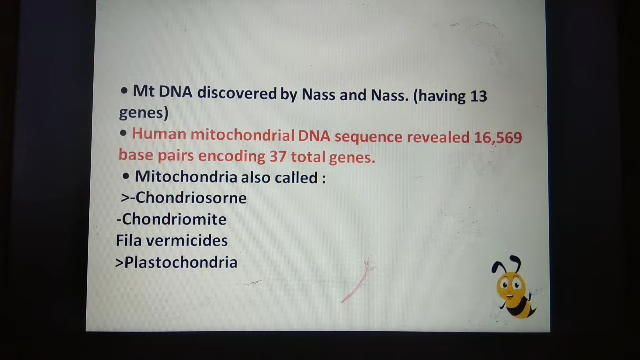 • Mt DNA discovered by Nass and Nass. (having 13
genes)
• Human mitochondrial DNA sequence revealed 16,569
base pairs encoding 37 total genes.
• Mitochondria also called :
>-Chondriosorne
-Chondriomite
Fila vermicides
>Plastochondria